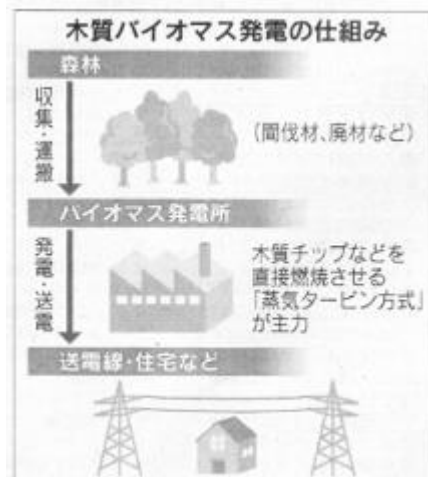 木質バイオマス発電の仕組み
森林
収集・運搬
(間伐材、廃材など)
バイオマス発電所
発電・送電
木質チップなどを
直接燃焼させる
「蒸気タービン方式」
が主力
送電線・住宅など